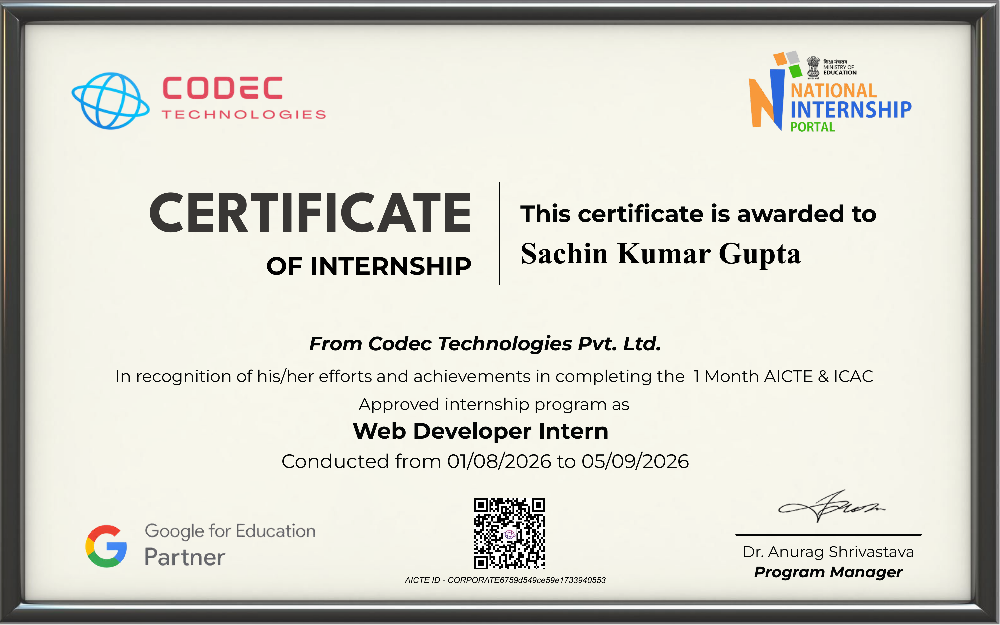 CODEC
TECHNOLOGIES
शिक्षा मंत्रालय
MINISTRY OF
EDUCATION
सत्यमेव जयते
NATIONAL
INTERNSHIP
PORTAL
CERTIFICATE
OF INTERNSHIP
This certificate is awarded to
Sachin Kumar Gupta
From Codec Technologies Pvt. Ltd.
In recognition of his/her efforts and achievements in completing the 1 Month AICTE & ICAC
Approved internship program as
Web Developer Intern
Conducted from 01/08/2026 to 05/09/2026
Google for Education
Partner
AICTE ID - CORPORATE6759d549ce59e1733940553
Dr. Anurag Shrivastava
Program Manager